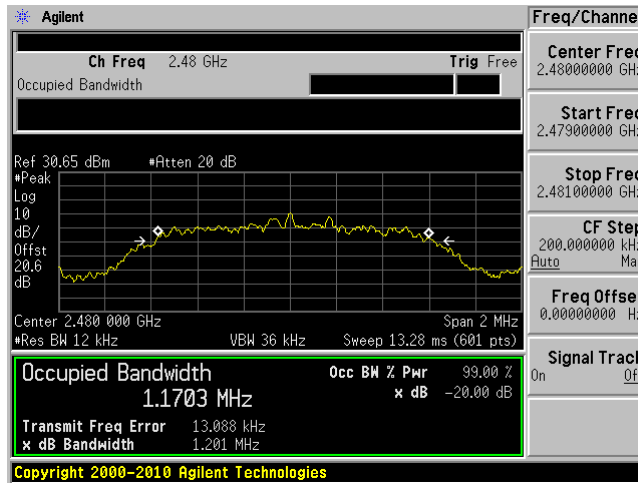 Agilent
Freq/Channe
Ch Freq 2.48 GHz Trig Free
Occupied Bandwidth
Center Freq
2.48000000 GHz
Start Freq
2.47900000 GHz
Stop Freq
2.48100000 GHz
CF Step
200.000000 kHz
Auto Ma
Freq Offse
0.00000000 Hz
Signal Track
On Of
Ref 30.65 dBm #Atten 20 dB
#Peak
Log
10
dB/
Offst
20.6
dB
Center 2.480 000 GHz Span 2 MHz
#Res BW 12 kHz VBW 36 kHz Sweep 13.28 ms (601 pts)
Occupied Bandwidth Occ BW % Pwr 99.00 %
1.1703 MHz x dB -20.00 dB
Transmit Freq Error 13.088 kHz
x dB Bandwidth 1.201 MHz
Copyright 2000-2010 Agilent Technologies